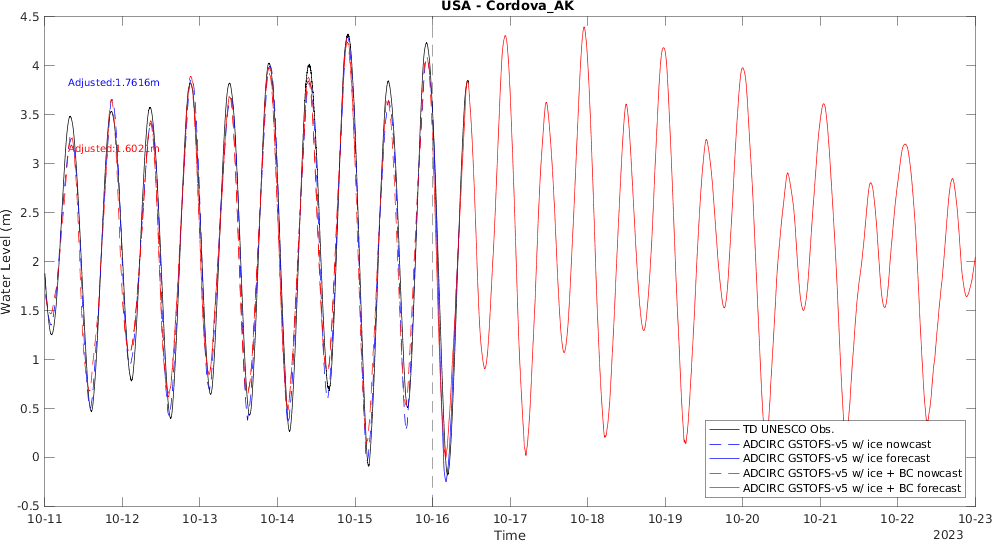 USA - Cordova_AK
4.5
4
3.5
3
2.5
2
1.5
1
0.5
0
-0.5
Water Level (m)
Adjusted:1.7616m
Adjusted:1.6021m
TD UNESCO Obs.
ADCIRC GSTOFS-v5 w/ ice nowcast
ADCIRC GSTOFS-v5 w/ ice forecast
ADCIRC GSTOFS-v5 w/ ice + BC nowcast
ADCIRC GSTOFS-v5 w/ ice + BC forecast
10-11 10-12 10-13 10-14 10-15 10-16 10-17 10-18 10-19 10-20 10-21 10-22 10-23
Time
2023